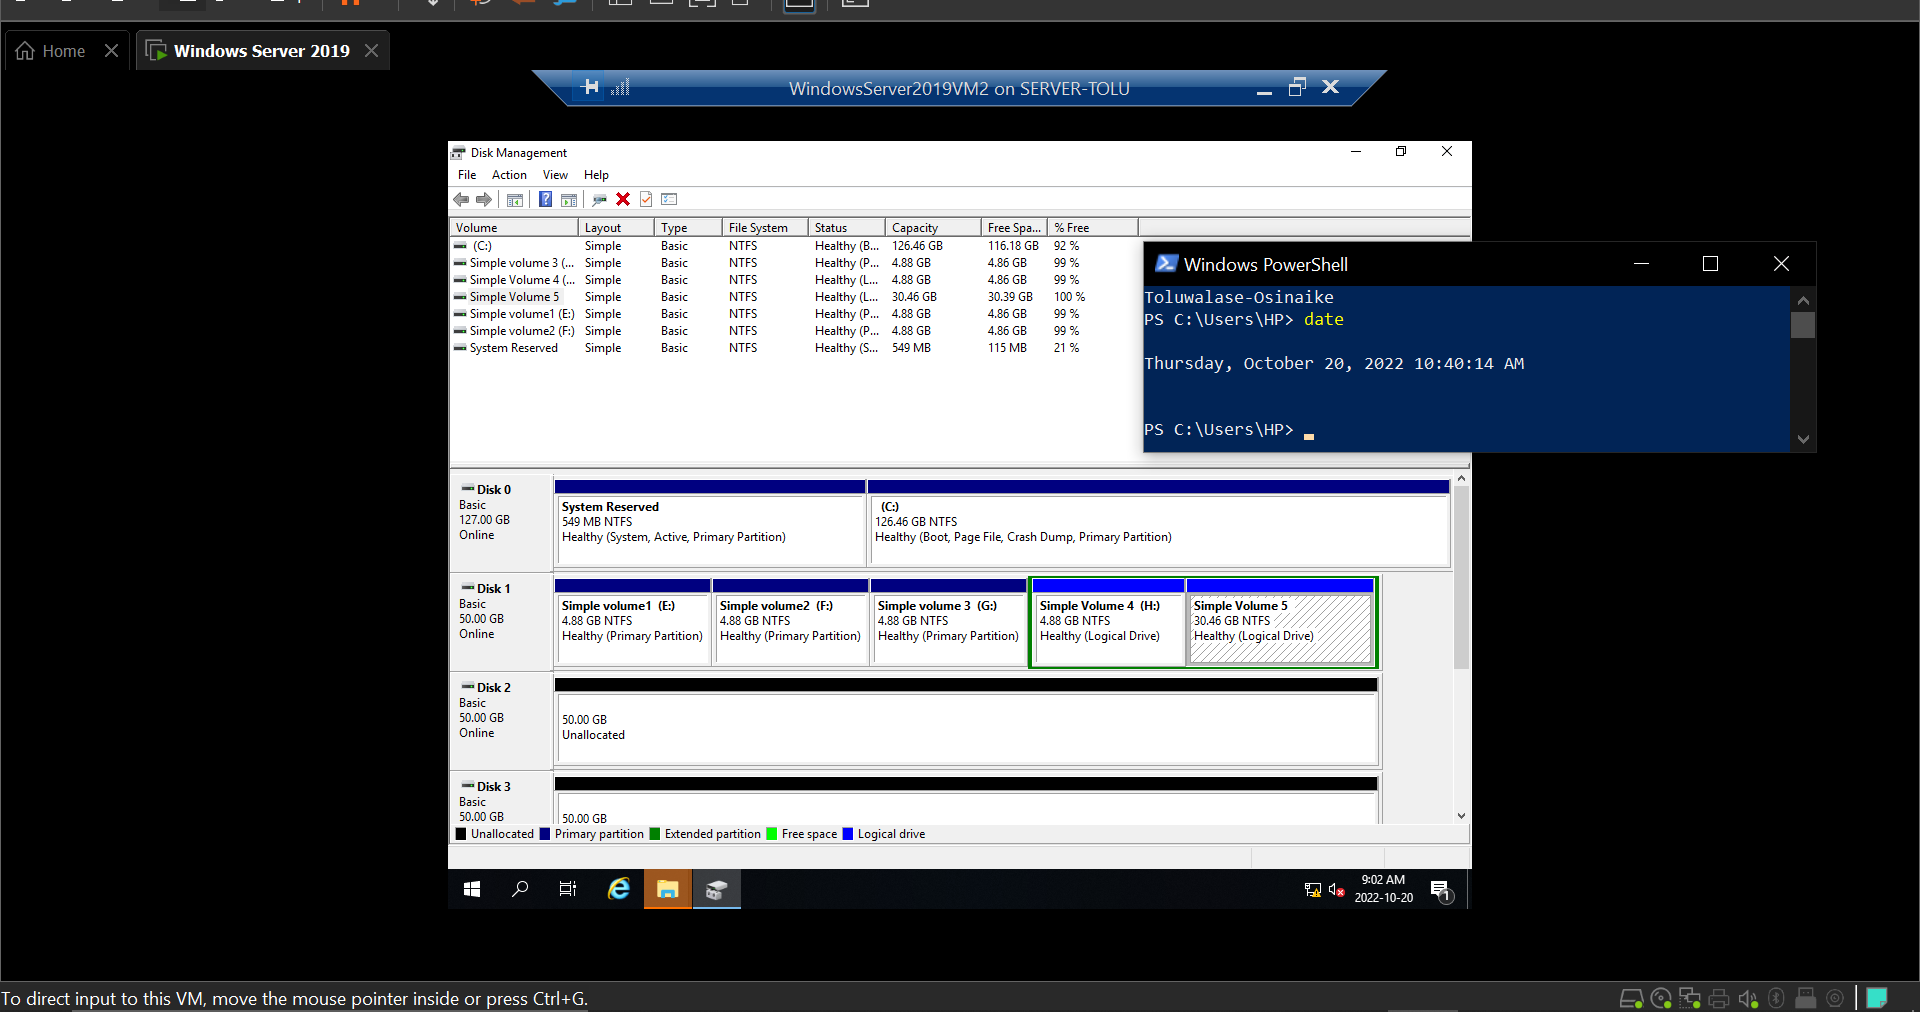 Home
Windows Server 2019
WindowsServer2019VM2 on SERVER-TOLU
Disk Management
File Action View Help
Volume Layout Type File System Status Capacity Free Spa... % Free
(C:) Simple Basic NTFS Healthy (B... 126.46 GB 116.18 GB 92 %
Simple volume 3 (... Simple Basic NTFS Healthy (P... 4.88 GB 4.86 GB 99 %
Simple Volume 4 (... Simple Basic NTFS Healthy (L... 4.88 GB 4.86 GB 99 %
Simple Volume 5 Simple Basic NTFS Healthy (L... 30.46 GB 30.39 GB 100 %
Simple volume1 (E:) Simple Basic NTFS Healthy (P... 4.88 GB 4.86 GB 99 %
Simple volume2 (F:) Simple Basic NTFS Healthy (P... 4.88 GB 4.86 GB 99 %
System Reserved Simple Basic NTFS Healthy (S... 549 MB 115 MB 21 %
Windows PowerShell
Toluwalase-Osinaike
PS C:\Users\HP> date
Thursday, October 20, 2022 10:40:14 AM
PS C:\Users\HP>
Disk 0
Basic
127.00 GB
Online
System Reserved
549 MB NTFS
Healthy (System, Active, Primary Partition)
(C:)
126.46 GB NTFS
Healthy (Boot, Page File, Crash Dump, Primary Partition)
Disk 1
Basic
50.00 GB
Online
Simple volume1 (E:)
4.88 GB NTFS
Healthy (Primary Partition)
Simple volume2 (F:)
4.88 GB NTFS
Healthy (Primary Partition)
Simple volume 3 (G:)
4.88 GB NTFS
Healthy (Primary Partition)
Simple Volume 4 (H:)
4.88 GB NTFS
Healthy (Logical Drive)
Simple Volume 5
30.46 GB NTFS
Healthy (Logical Drive)
Disk 2
Basic
50.00 GB
Online
50.00 GB
Unallocated
Disk 3
Basic
50.00 GB
50.00 GB
Unallocated Primary partition Extended partition Free space Logical drive
9:02 AM
2022-10-20
1
To direct input to this VM, move the mouse pointer inside or press Ctrl+G.